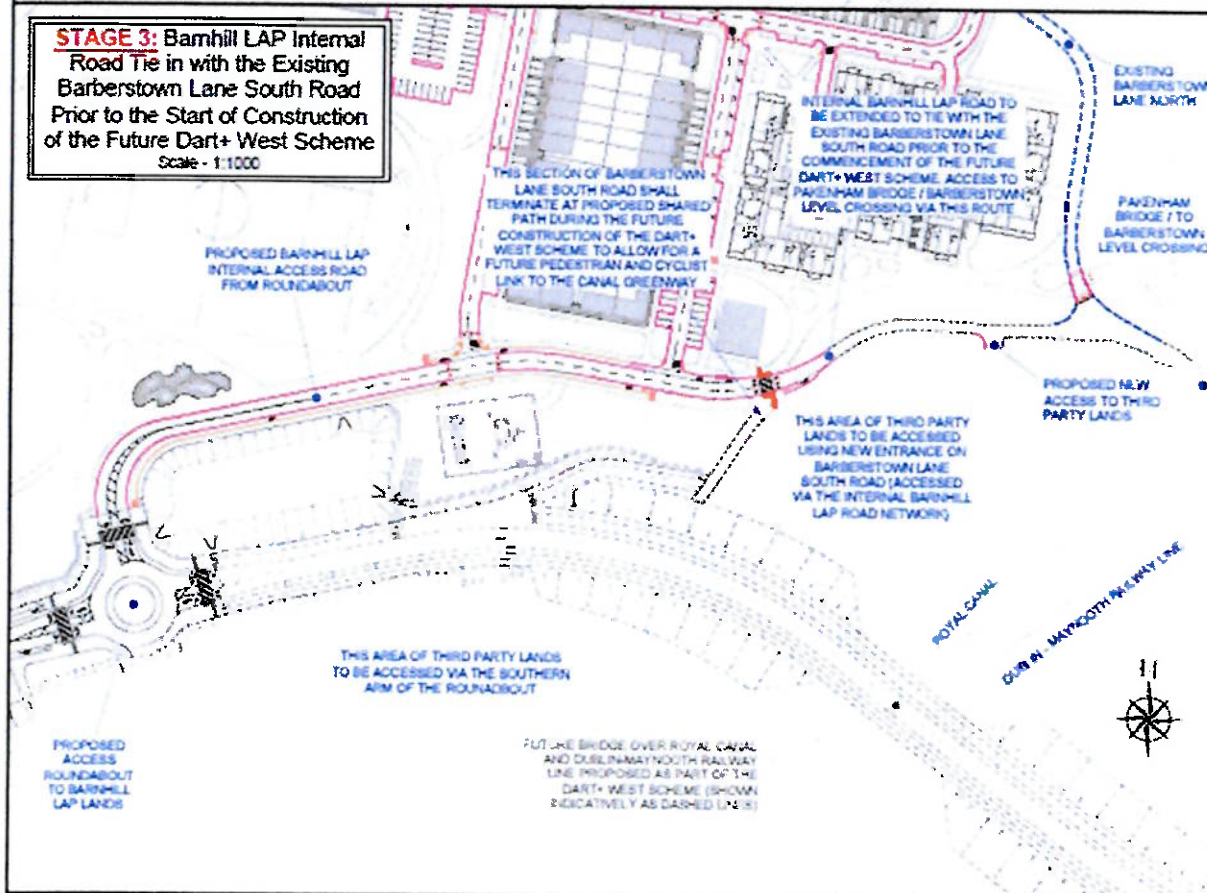 STAGE 3: Barnhill LAP Internal
Road Tie in with the Existing
Barberstown Lane South Road
Prior to the Start of Construction
of the Future Dart+ West Scheme
Scale - 1:1000
EXISTING
BARBERSTOWN
LANE NORTH
INTERNAL BARNHILL LAP ROAD TO
BE EXTENDED TO TIE WITH THE
EXISTING BARBERSTOWN LANE
SOUTH ROAD PRIOR TO THE
COMMENCEMENT OF THE FUTURE
DART+ WEST SCHEME. ACCESS TO
PAKENHAM BRIDGE / BARBERSTOWN
LEVEL CROSSING VIA THIS ROUTE
THIS SECTION OF BARBERSTOWN
LANE SOUTH ROAD SHALL
TERMINATE AT PROPOSED SHARED
PATH DURING THE FUTURE
CONSTRUCTION OF THE DART+
WEST SCHEME TO ALLOW FOR A
FUTURE PEDESTRIAN AND CYCLIST
LINK TO THE CANAL GREENWAY
PAKENHAM
BRIDGE / TO
BARBERSTOWN
LEVEL CROSSING
PROPOSED BARNHILL LAP
INTERNAL ACCESS ROAD
FROM ROUNDABOUT
PROPOSED NEW
ACCESS TO THIRD
PARTY LANDS
THIS AREA OF THIRD PARTY
LANDS TO BE ACCESSED
USING NEW ENTRANCE ON
BARBERSTOWN LANE
SOUTH ROAD (ACCESSED
VIA THE INTERNAL BARNHILL
LAP ROAD NETWORK)
ROYAL CANAL
DUBLIN - MAYNOOTH RAILWAY LINE
THIS AREA OF THIRD PARTY LANDS
TO BE ACCESSED VIA THE SOUTHERN
ARM OF THE ROUNADBOUT
PROPOSED
ACCESS
ROUNDABOUT
TO BARNHILL
LAP LANDS
FUTURE BRIDGE OVER ROYAL CANAL
AND DUBLIN-MAYNOOTH RAILWAY
LINE PROPOSED AS PART OF THE
DART+ WEST SCHEME (SHOWN
INDICATIVELY AS DASHED LINES)